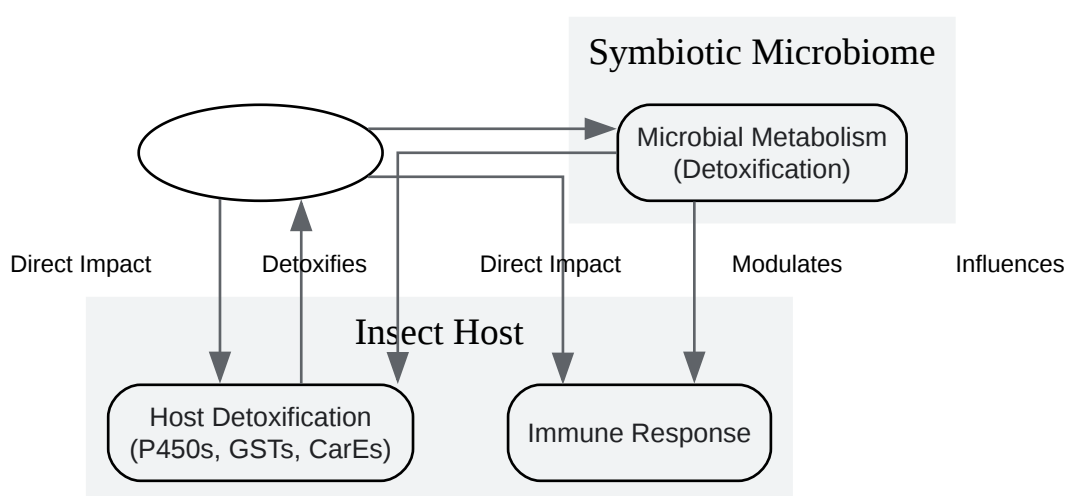 Symbiotic Microbiome
Microbial Metabolism
(Detoxification)
Direct Impact
Detoxifies
Direct Impact
Modulates
Influences
Insect Host
Host Detoxification
(P450s, GSTs, CarEs)
Immune Response